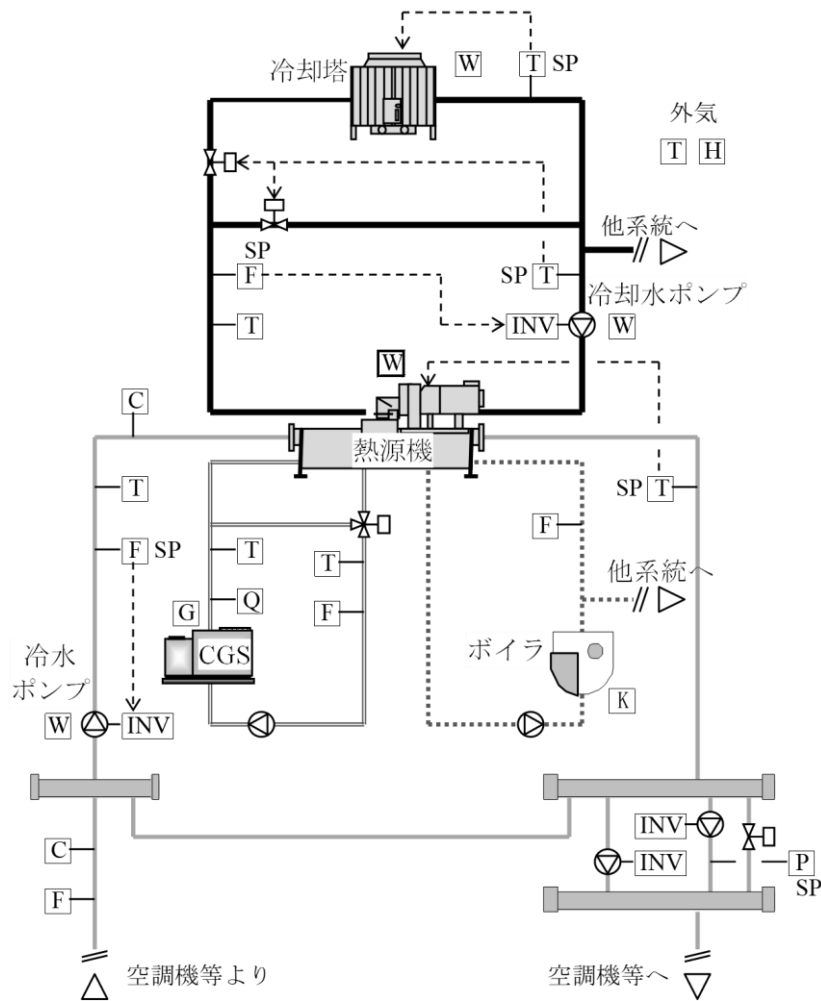 冷却塔
W
T SP
外気
T H
SP
F
SP T
他系統へ
冷却水ポンプ
T
INV
W
W
C
熱源機
T
SP T
F SP
T
T
F
Q
F
他系統へ
G
CGS
ボイラ
K
冷水
ポンプ
W
INV
C
F
INV
INV
P
SP
空調機等より
空調機等へ